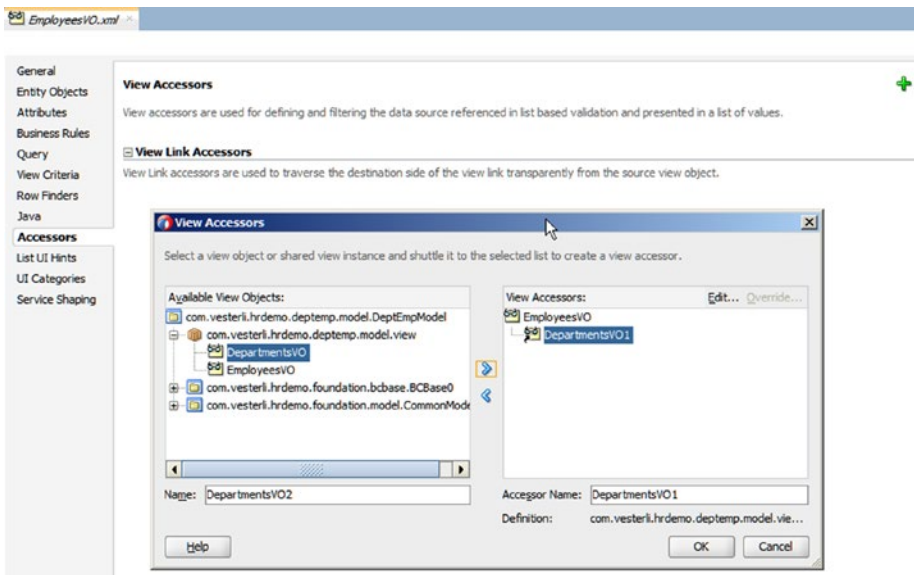 EmployeesVO.xml
General
Entity Objects
Attributes
Business Rules
Query
View Criteria
Row Finders
Java
Accessors
List UI Hints
UI Categories
Service Shaping
View Accessors
View accessors are used for defining and filtering the data source referenced in list based validation and presented in a list of values.
View Link Accessors
View Link accessors are used to traverse the destination side of the view link transparently from the source view object.
View Accessors
Select a view object or shared view instance and shuttle it to the selected list to create a view accessor.
Available View Objects:
com.vesterli.hrdemo.deptemp.model.DeptEmpModel
com.vesterli.hrdemo.deptemp.model.view
DepartmentsVO
EmployeesVO
com.vesterli.hrdemo.foundation.bcbase.BCBase0
com.vesterli.hrdemo.foundation.model.CommonMode
Name: DepartmentsVO2
View Accessors: Edit... Override...
EmployeesVO
DepartmentsVO1
Accessor Name: DepartmentsVO1
Definition: com.vesterli.hrdemo.deptemp.model.vie...
Help OK Cancel